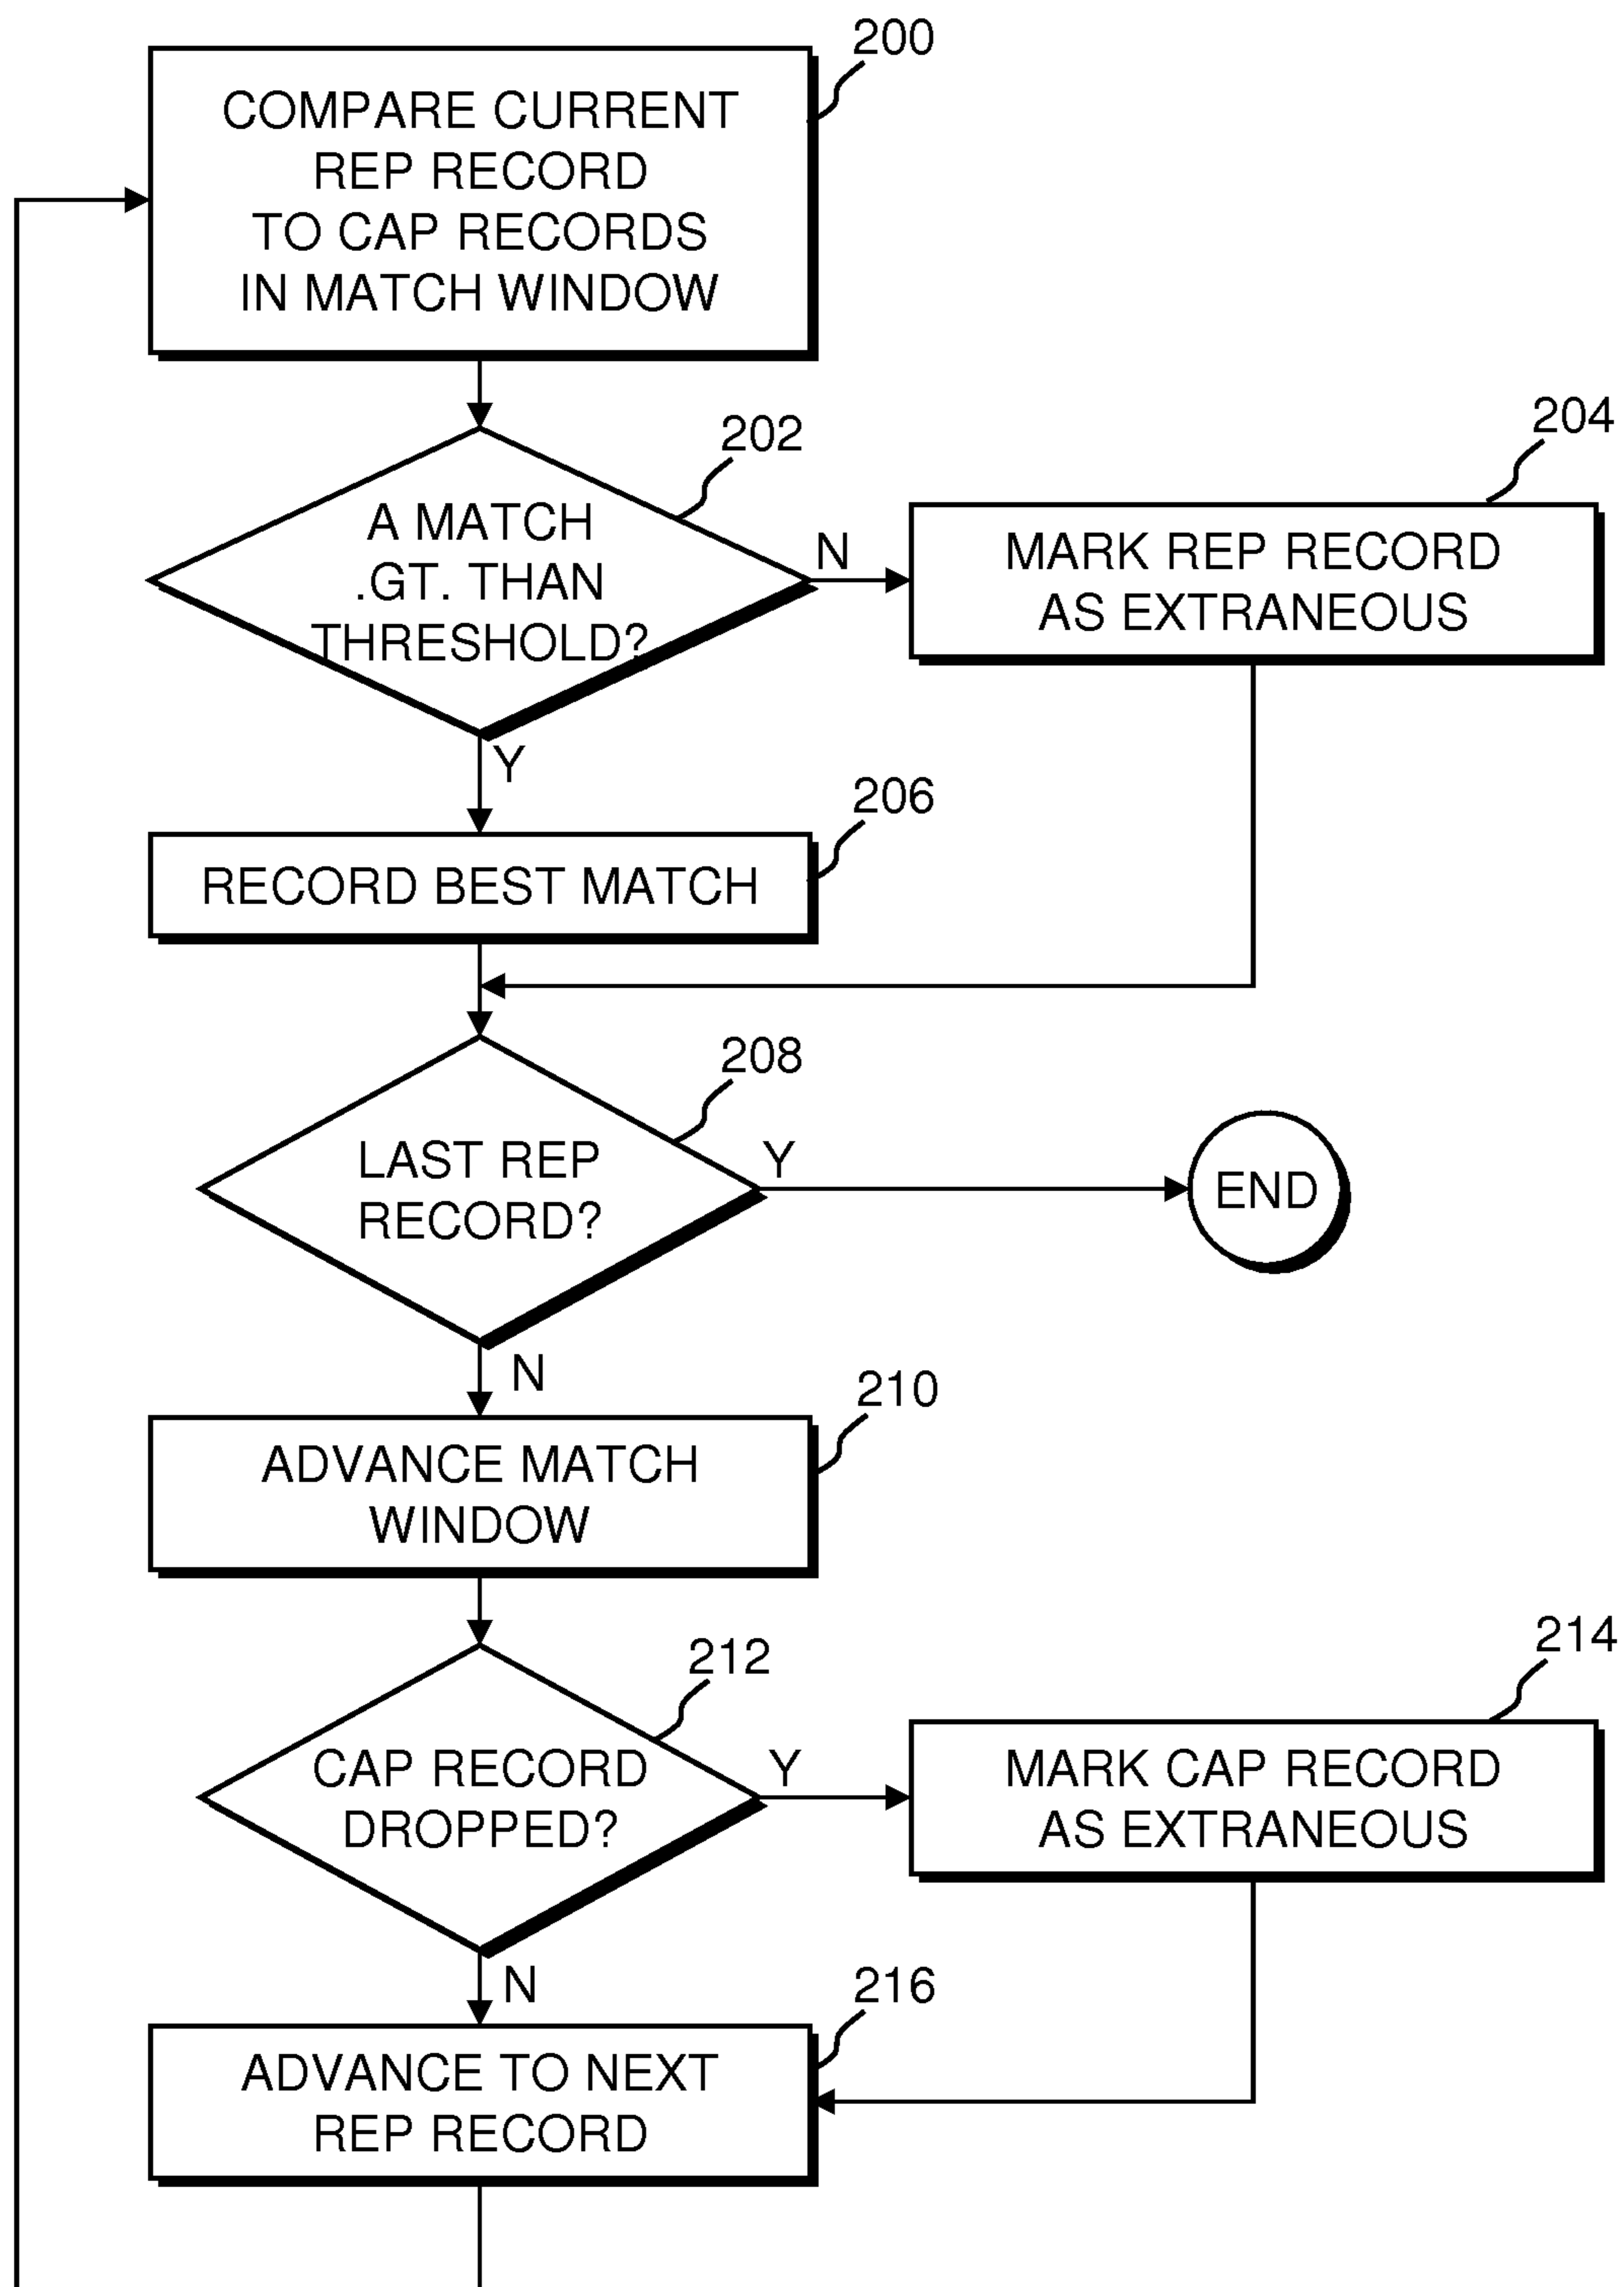 200
COMPARE CURRENT
REP RECORD
TO CAP RECORDS
IN MATCH WINDOW
202
A MATCH
.GT. THAN
THRESHOLD?
N
204
MARK REP RECORD
AS EXTRANEOUS
Y
206
RECORD BEST MATCH
208
LAST REP
RECORD?
Y
END
N
210
ADVANCE MATCH
WINDOW
212
CAP RECORD
DROPPED?
Y
214
MARK CAP RECORD
AS EXTRANEOUS
N
216
ADVANCE TO NEXT
REP RECORD